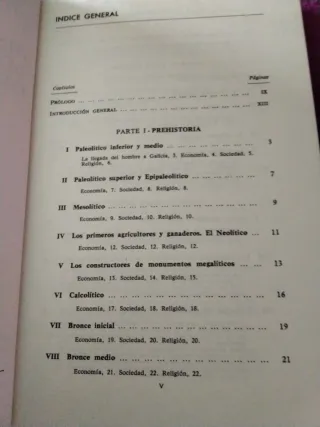 INDICE GENERAL
Capítulos Páginas
PRÓLOGO ... IX
INTRODUCCIÓN GENERAL ... XIII
PARTE I - PREHISTORIA
I Paleolítico inferior y medio ... 3
La llegada del hombre a Galicia, 3. Economía, 4. Sociedad, 5.
Religión, 6.
II Paleolítico superior y Epipaleolítico ... 7
Economía, 7. Sociedad, 8. Religión, 8.
III Mesolítico ... 9
Economía, 9. Sociedad, 10. Religión, 10.
IV Los primeros agricultores y ganaderos. El Neolítico ... 11
Economía, 12. Sociedad, 12. Religión, 12.
V Los constructores de monumentos megalíticos ... 13
Economía, 15. Sociedad, 14. Religión, 15.
VI Calcolítico ... 16
Economía, 17. Sociedad, 18. Religión, 18.
VII Bronce inicial ... 19
Economía, 19. Sociedad, 20. Religión, 20.
VIII Bronce medio ... 21
Economía, 21. Sociedad, 22. Religión, 22.
V